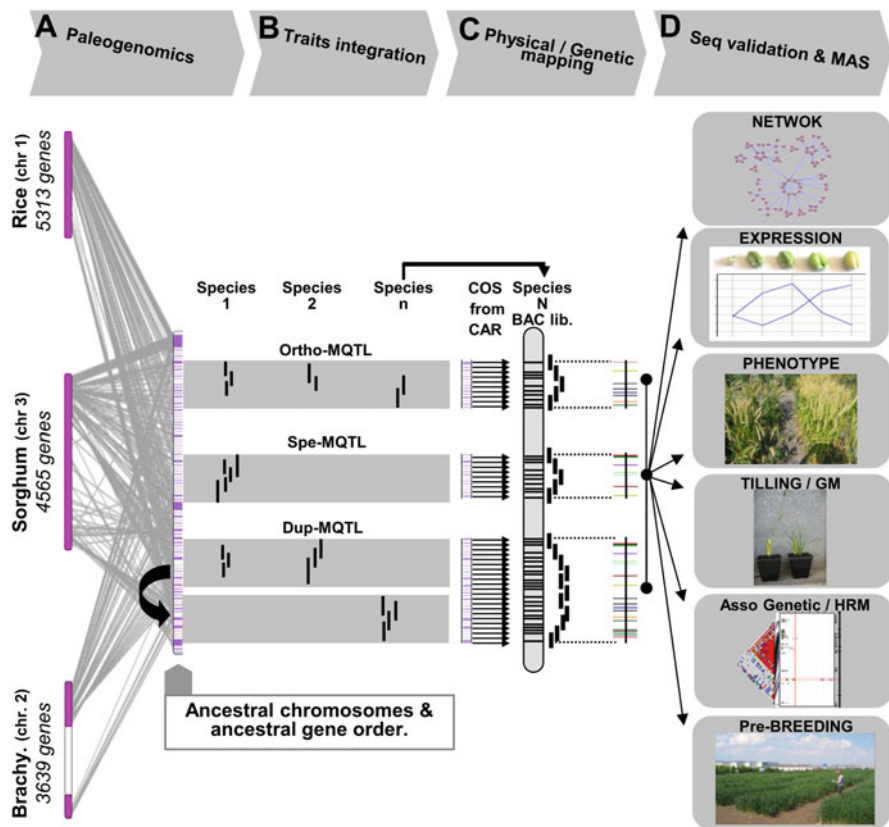 A Paleogenomics
B Traits integration
C Physical / Genetic
mapping
D Seq validation & MAS
Rice (chr 1)
5313 genes
Sorghum (chr 3)
4565 genes
Brachy. (chr. 2)
3639 genes
Species
1
Species
2
Species
n
COS
from
CAR
Species
N
BAC lib.
Ortho-MQTL
Spe-MQTL
Dup-MQTL
Ancestral chromosomes &
ancestral gene order.
NETWOK
EXPRESSION
PHENOTYPE
TILLING / GM
Asso Genetic / HRM
Pre-BREEDING